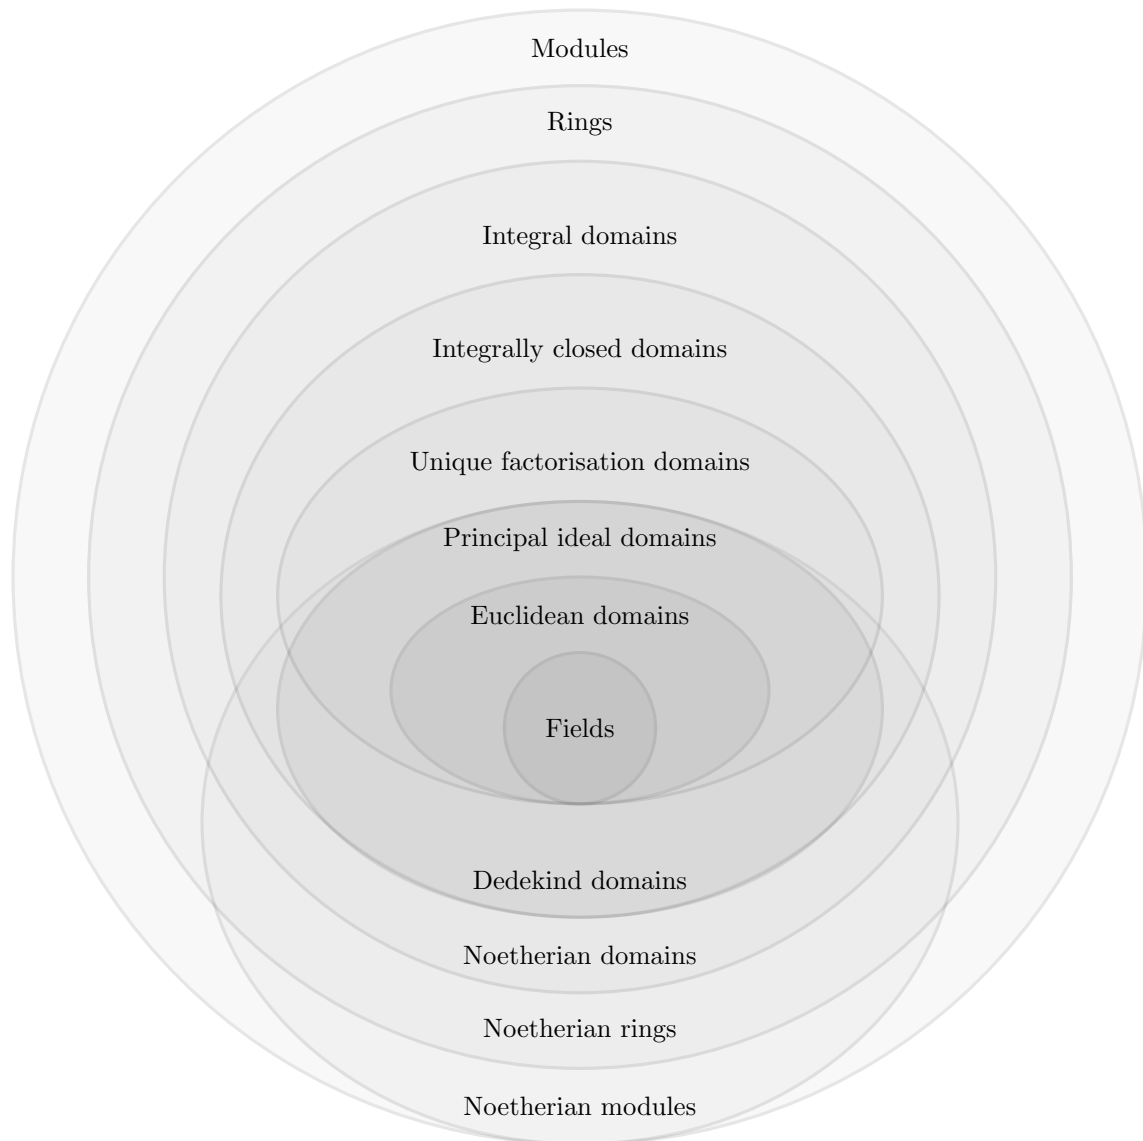 Modules
Rings
Integral domains
Integrally closed domains
Unique factorisation domains
Principal ideal domains
Euclidean domains
Fields
Dedekind domains
Noetherian domains
Noetherian rings
Noetherian modules